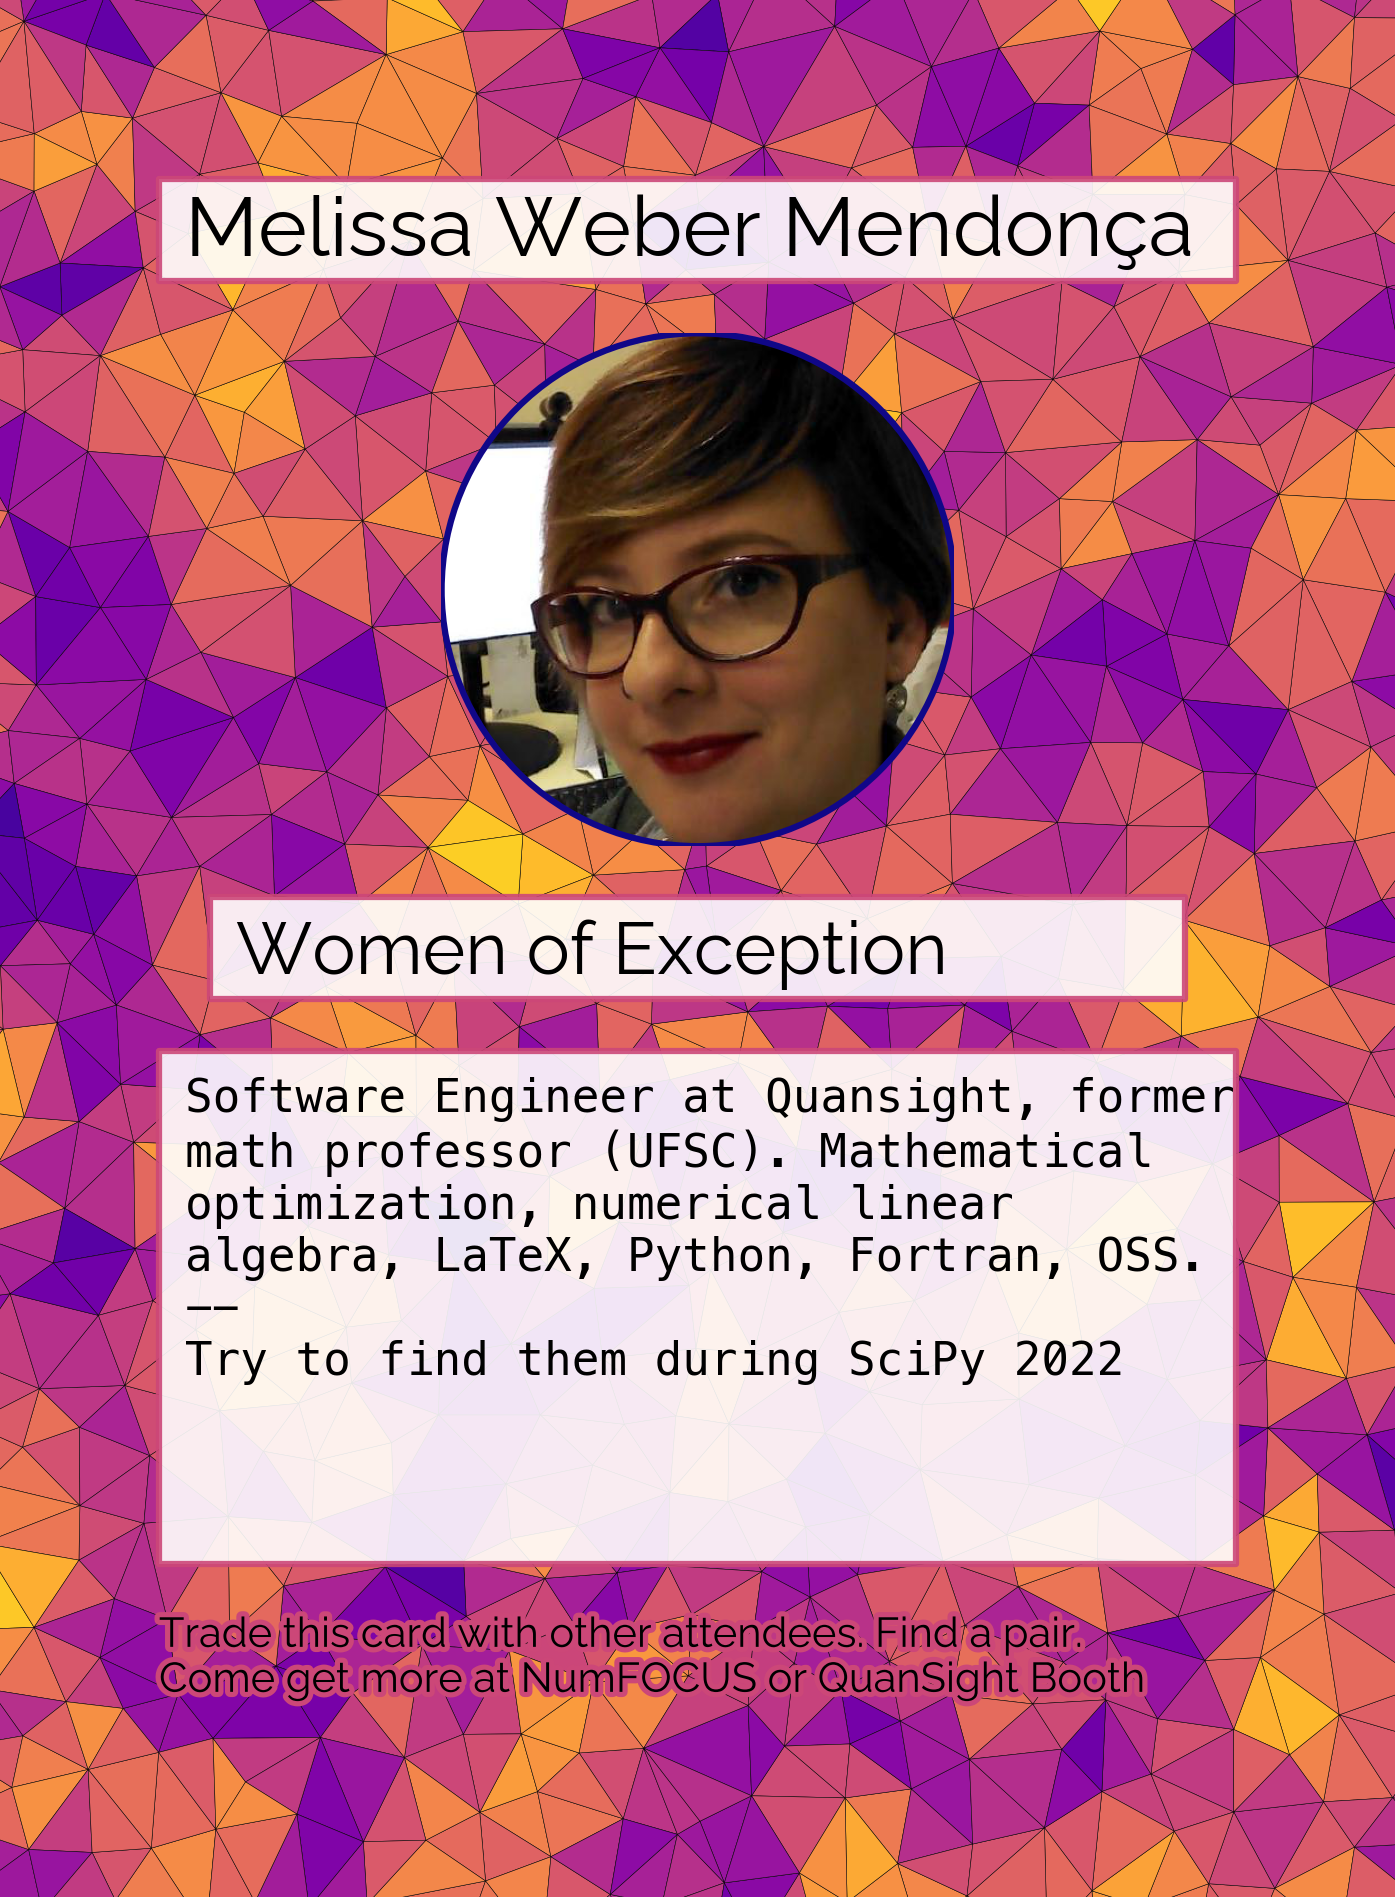 Melissa Weber Mendonça
Women of Exception
Software Engineer at Quansight, former
math professor (UFSC). Mathematical
optimization, numerical linear
algebra, LaTeX, Python, Fortran, OSS.
--
Try to find them during SciPy 2022
Trade this card with other attendees. Find a pair.
Come get more at NumFOCUS or QuanSight Booth